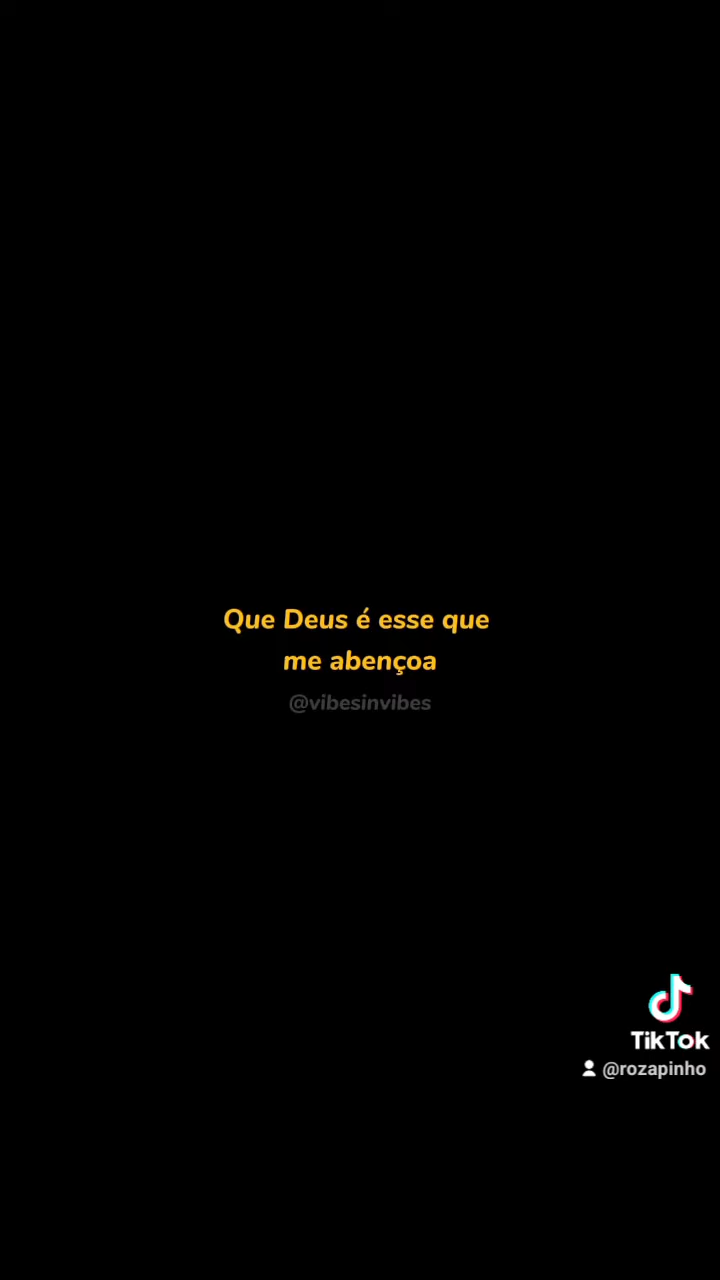 Que Deus é esse que
me abençoa
@vibesinvibes
TikTok
@rozapinho